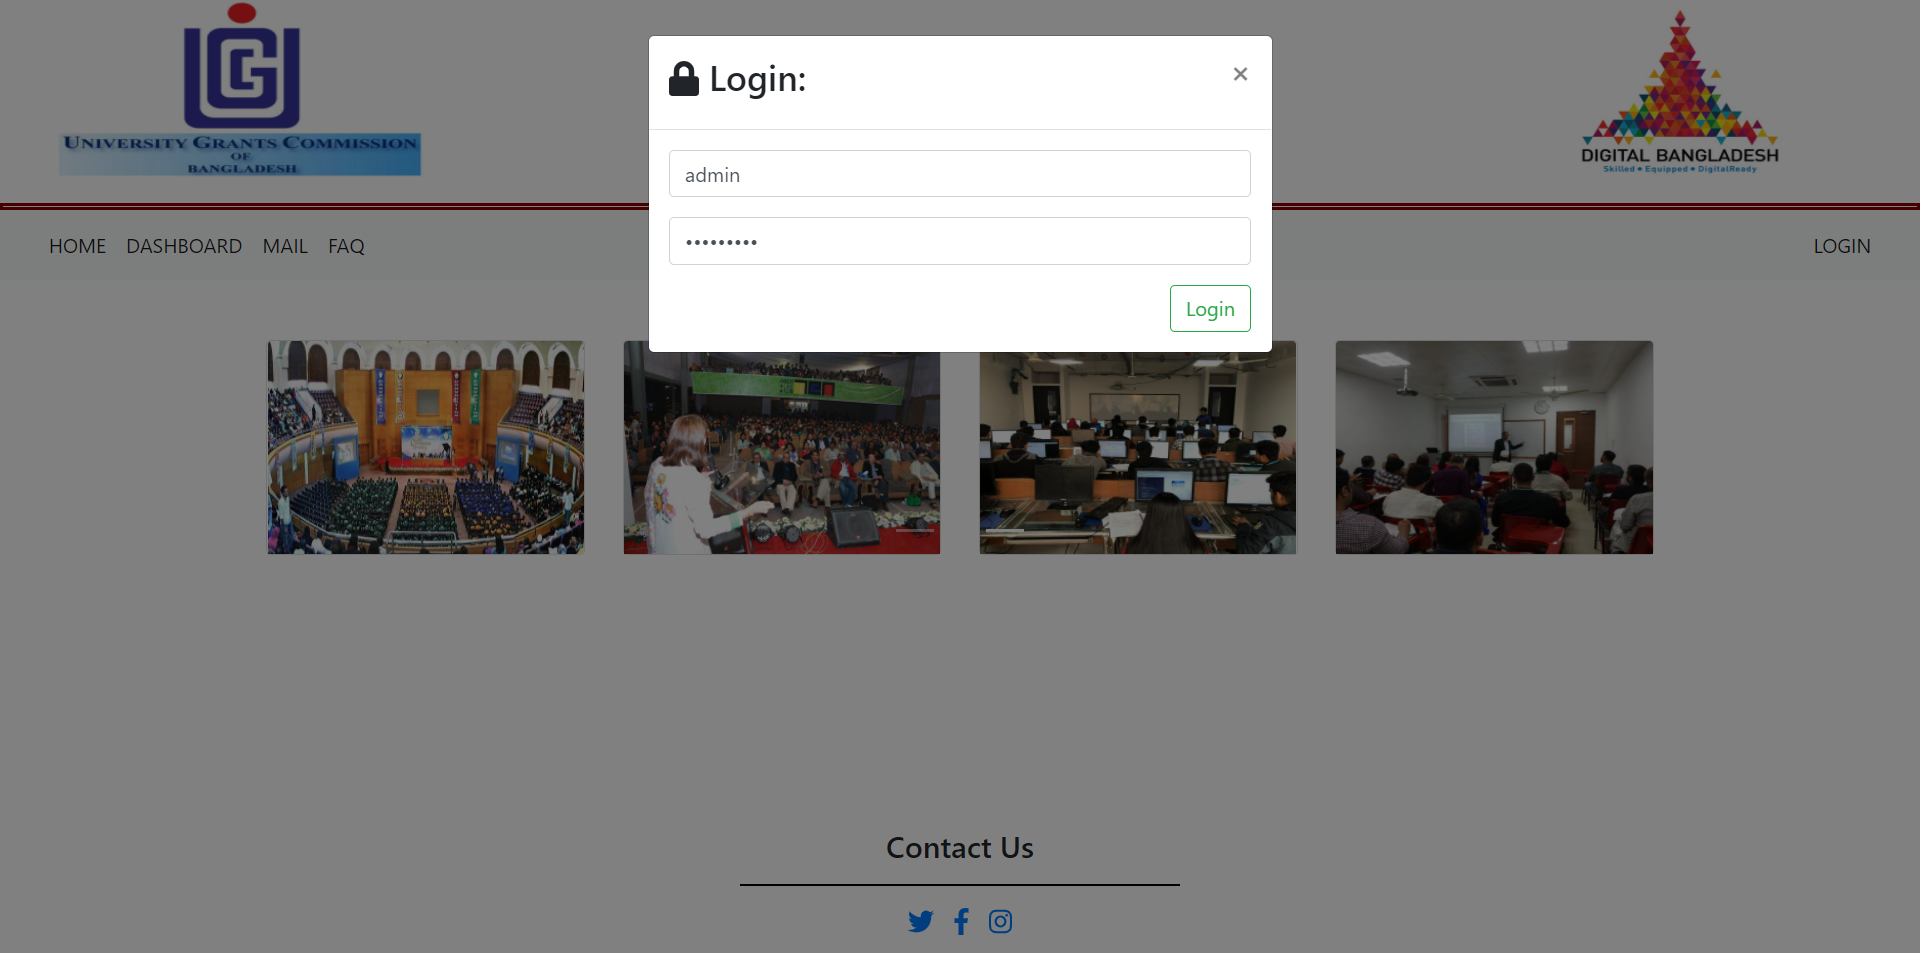 UNIVERSITY GRANTS COMMISSION
OF
BANGLADESH
Login:
×
DIGITAL BANGLADESH
Skilled • Equipped • DigitalReady
admin
•••••••••
Login
HOME DASHBOARD MAIL FAQ LOGIN
Contact Us